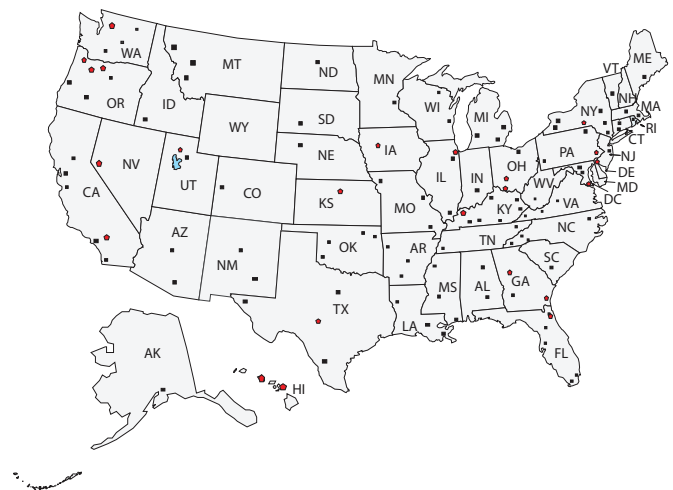 WA
MT
ND
MN
VT
ME
OR
ID
SD
WI
MI
NY
NH
MA
RI
CT
WY
NE
IA
PA
NJ
NV
UT
CO
KS
IL
IN
OH
WV
DE
MD
DC
CA
MO
KY
VA
AZ
NM
OK
AR
TN
NC
SC
TX
LA
MS
AL
GA
FL
AK
HI